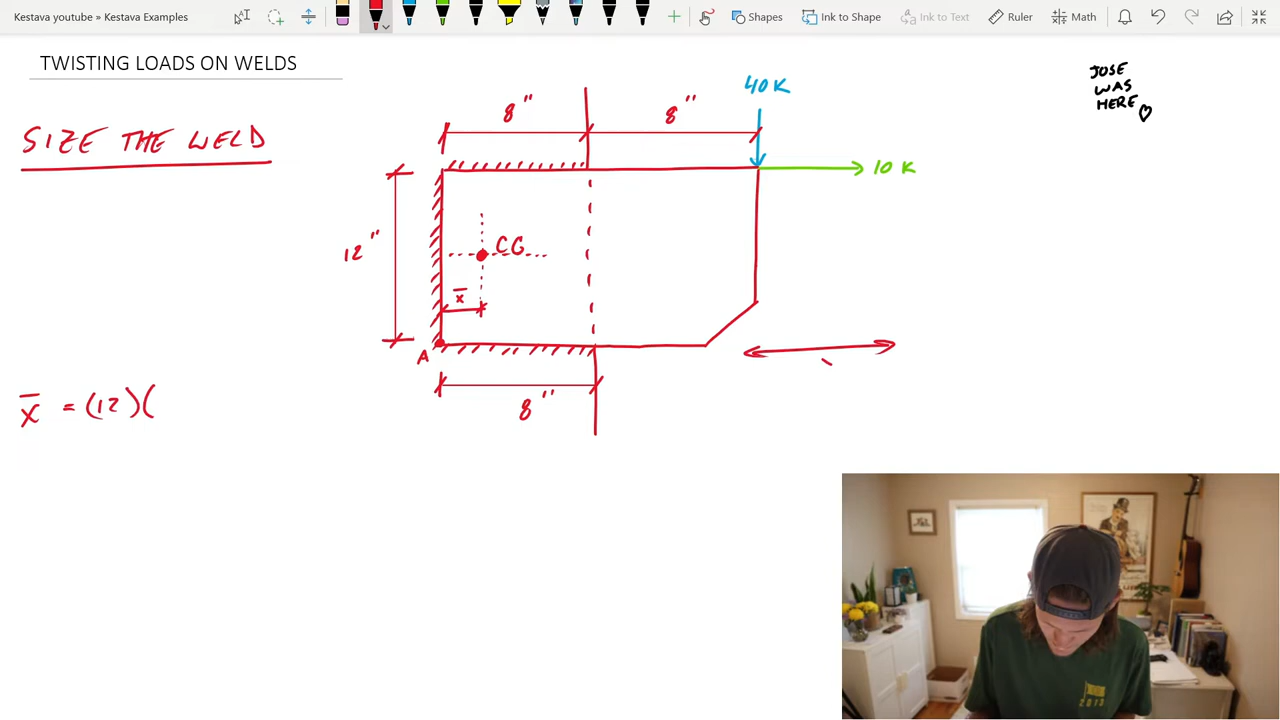 Kestava youtube » Kestava Examples
Shapes
Ink to Shape
Ink to Text
Ruler
Math
TWISTING LOADS ON WELDS
SIZE THE WELD
8"
8"
40 K
10 K
JOSE
WAS
HERE
12"
CG
x̄
A
8"
x̄ = (12)(
2013